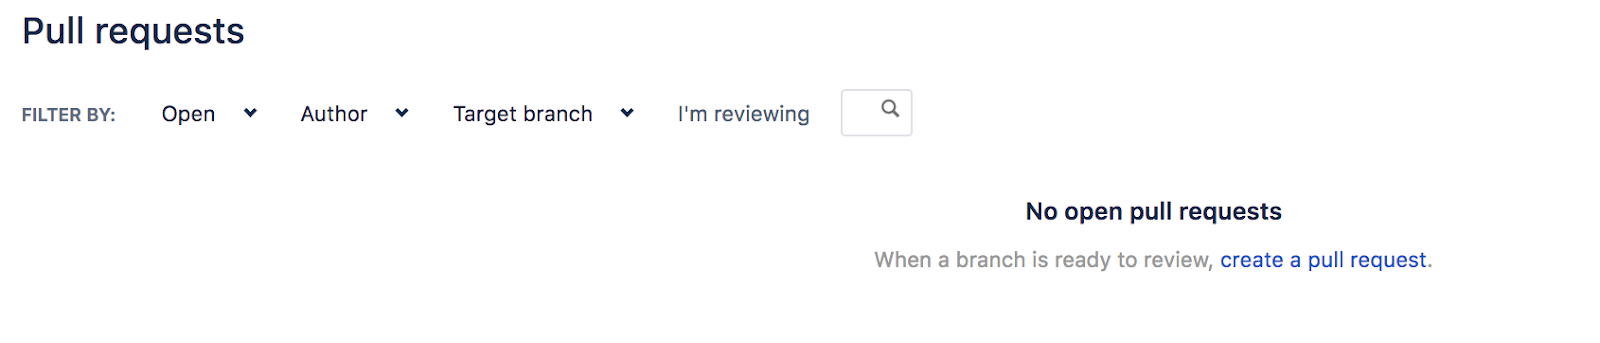 Pull requests
FILTER BY: Open Author Target branch I'm reviewing
No open pull requests
When a branch is ready to review, create a pull request.